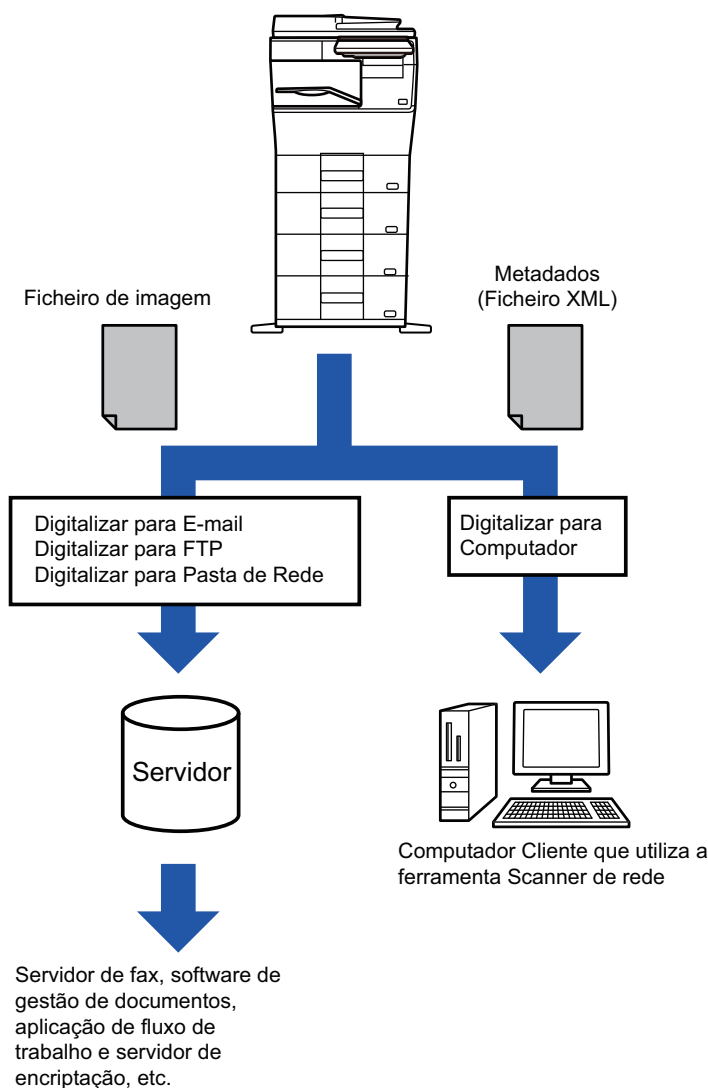 Ficheiro de imagem
Metadados
(Ficheiro XML)
Digitalizar para E-mail
Digitalizar para FTP
Digitalizar para Pasta de Rede
Digitalizar para
Computador
Servidor
Computador Cliente que utiliza a
ferramenta Scanner de rede
Servidor de fax, software de
gestão de documentos,
aplicação de fluxo de
trabalho e servidor de
encriptação, etc.